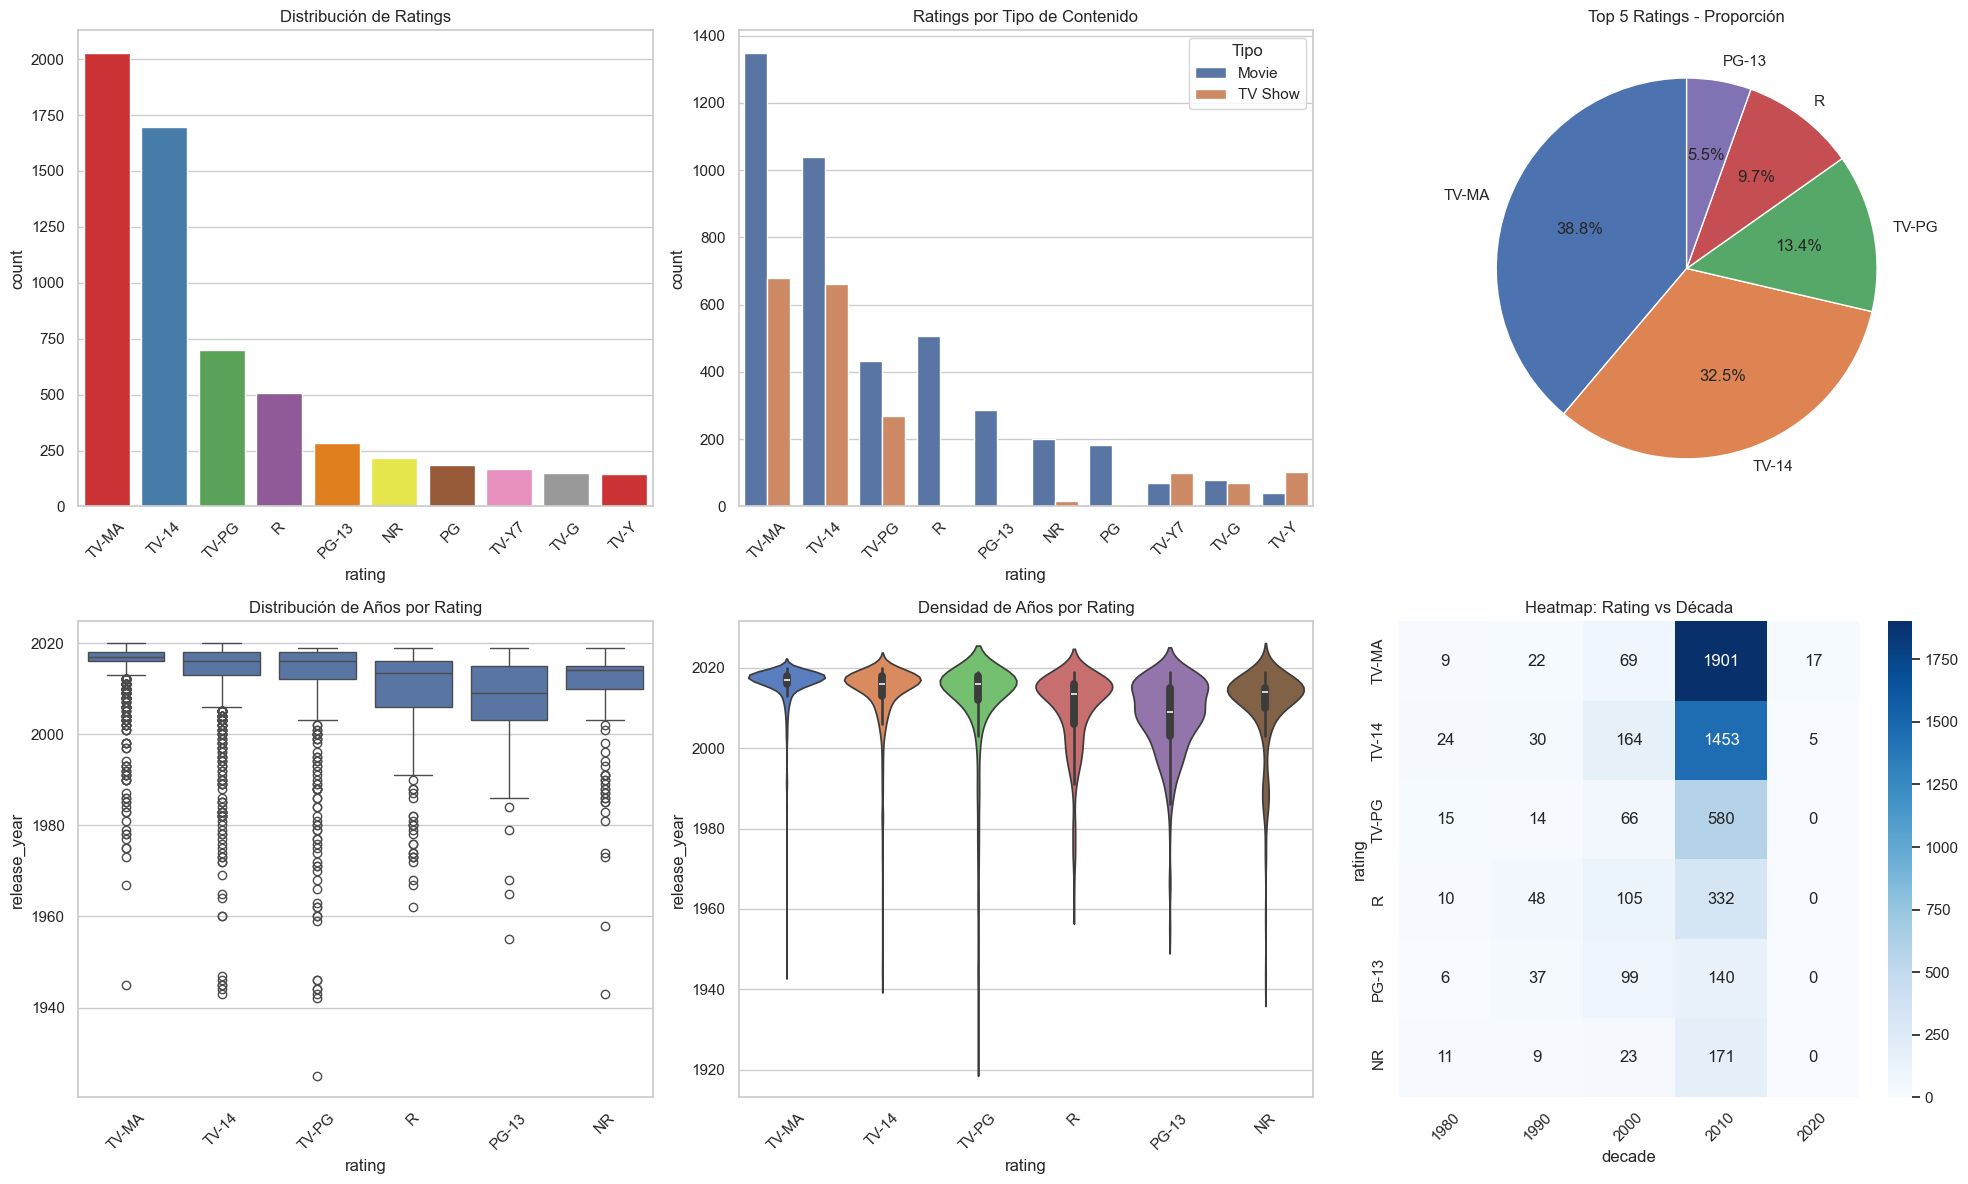 Distribución de Ratings
2000
1750
1500
1250
1000
750
500
250
0
count
TV-MA
TV-14
TV-PG
R
PG-13
NR
PG
TV-Y7
TV-G
TV-Y
rating
Ratings por Tipo de Contenido
1400
1200
1000
800
600
400
200
0
count
Tipo
Movie
TV Show
TV-MA
TV-14
TV-PG
R
PG-13
NR
PG
TV-Y7
TV-G
TV-Y
rating
Top 5 Ratings - Proporción
PG-13
R
TV-PG
TV-14
TV-MA
5.5%
9.7%
13.4%
32.5%
38.8%
Distribución de Años por Rating
2020
2000
1980
1960
1940
release_year
TV-MA
TV-14
TV-PG
R
PG-13
NR
rating
Densidad de Años por Rating
2020
2000
1980
1960
1940
1920
release_year
TV-MA
TV-14
TV-PG
R
PG-13
NR
rating
Heatmap: Rating vs Década
rating
TV-MA
9 22 69 1901 17
TV-14
24 30 164 1453 5
TV-PG
15 14 66 580 0
R
10 48 105 332 0
PG-13
6 37 99 140 0
NR
11 9 23 171 0
1980 1990 2000 2010 2020
decade
1750
1500
1250
1000
750
500
250
0